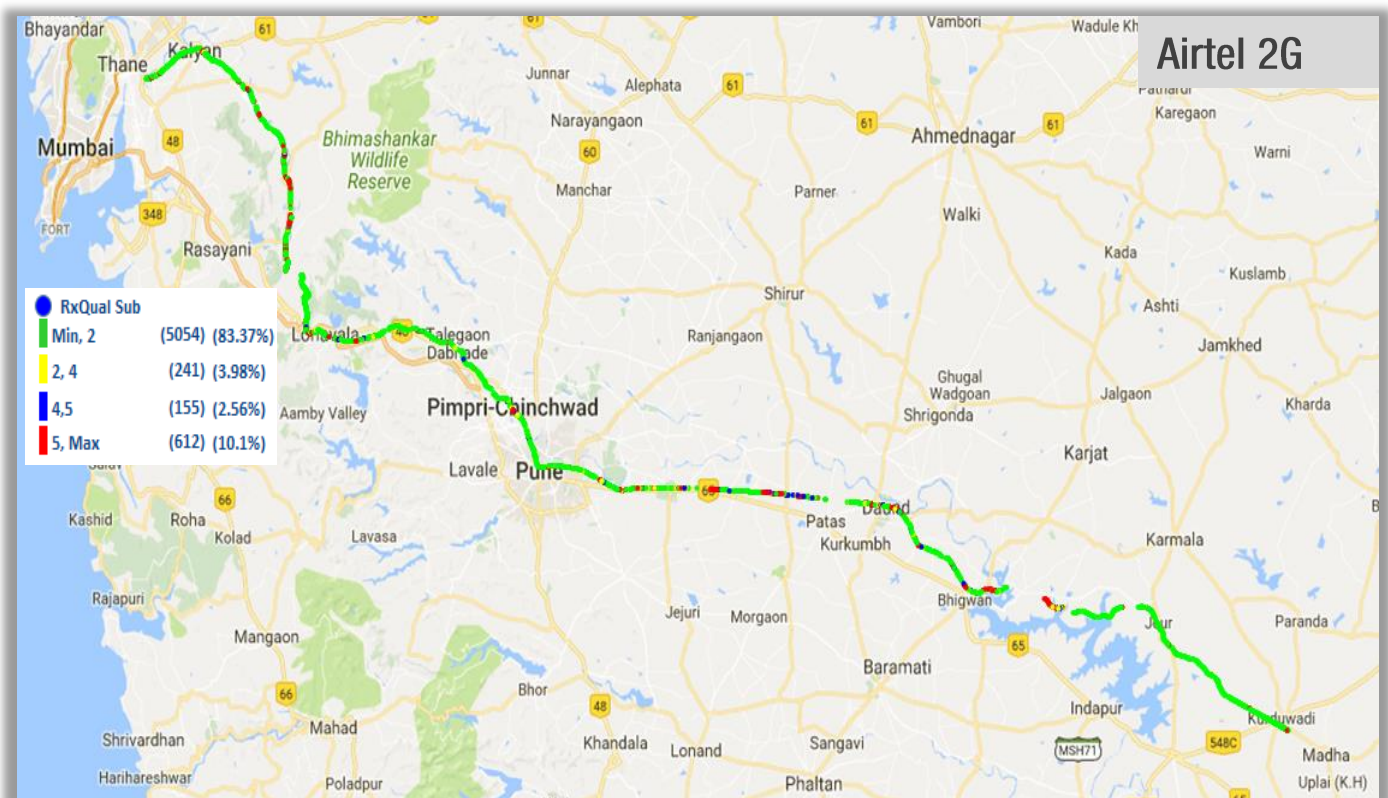 Bhayandar
61
61
Vambori
Wadule Kh
Airtel 2G
Kalyan
Thane
Junnar
Alephata
61
Pathardi
Narayangaon
61
61
Karegaon
Ahmednagar
Mumbai
48
Bhimashankar
Wildlife
Reserve
60
Warni
Manchar
Parner
348
FORT
Walki
Rasayani
Kada
Kuslamb
Shirur
Ashti
RxQual Sub
Min, 2 (5054) (83.37%)
2, 4 (241) (3.98%)
4,5 (155) (2.56%)
5, Max (612) (10.1%)
Lonavala
48
Talegaon
Dabhade
Ranjangaon
Jamkhed
Ghugal
Wadgaon
Jalgaon
Aamby Valley
Pimpri-Chinchwad
Shrigonda
Kharda
Karjat
Lavale
Pune
66
65
Kashid
Roha
Kolad
Lavasa
Patas
Daund
Kurkumbh
Karmala
Rajapuri
Bhigwan
Jejuri
Morgaon
Jeur
Paranda
Mangaon
65
Baramati
66
Bhor
48
Indapur
Kurduwadi
Mahad
Shrivardhan
Khandala
Lonand
Sangavi
MSH71
548C
Madha
Harihareshwar
Poladpur
Phaltan
Uplai (K.H)